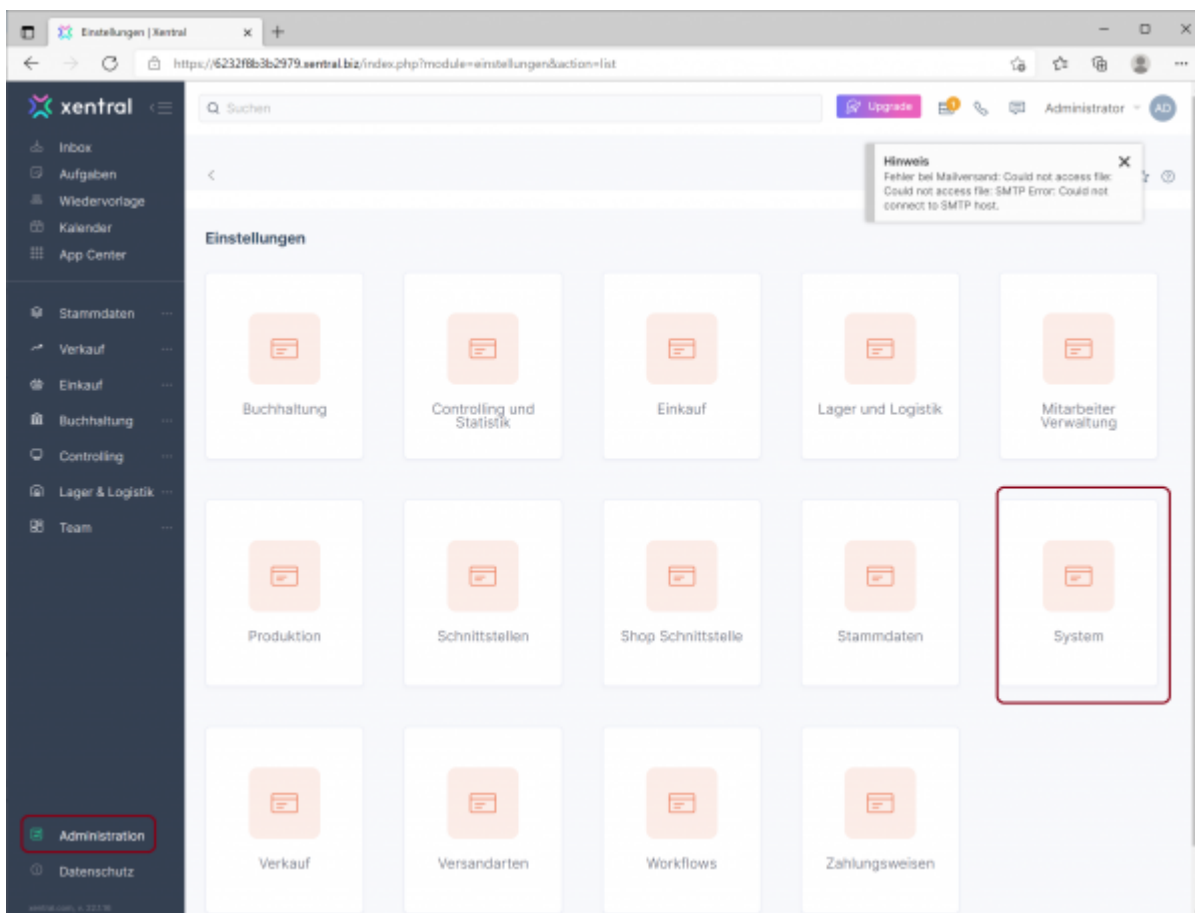 Einstellungen | Xentral
https://6232f8b3b2979.xentral.biz/index.php?module=einstellungen&action=list
xentral
Suchen
Upgrade
1
Administrator
AD
Inbox
Aufgaben
Wiedervorlage
Kalender
App Center
Hinweis
Fehler bei Mailversand: Could not access file:
Could not access file: SMTP Error: Could not
connect to SMTP host.
Einstellungen
Stammdaten
Verkauf
Einkauf
Buchhaltung
Controlling
Lager & Logistik
Team
Buchhaltung
Controlling und
Statistik
Einkauf
Lager und Logistik
Mitarbeiter
Verwaltung
Produktion
Schnittstellen
Shop Schnittstelle
Stammdaten
System
Verkauf
Versandarten
Workflows
Zahlungsweisen
Administration
Datenschutz